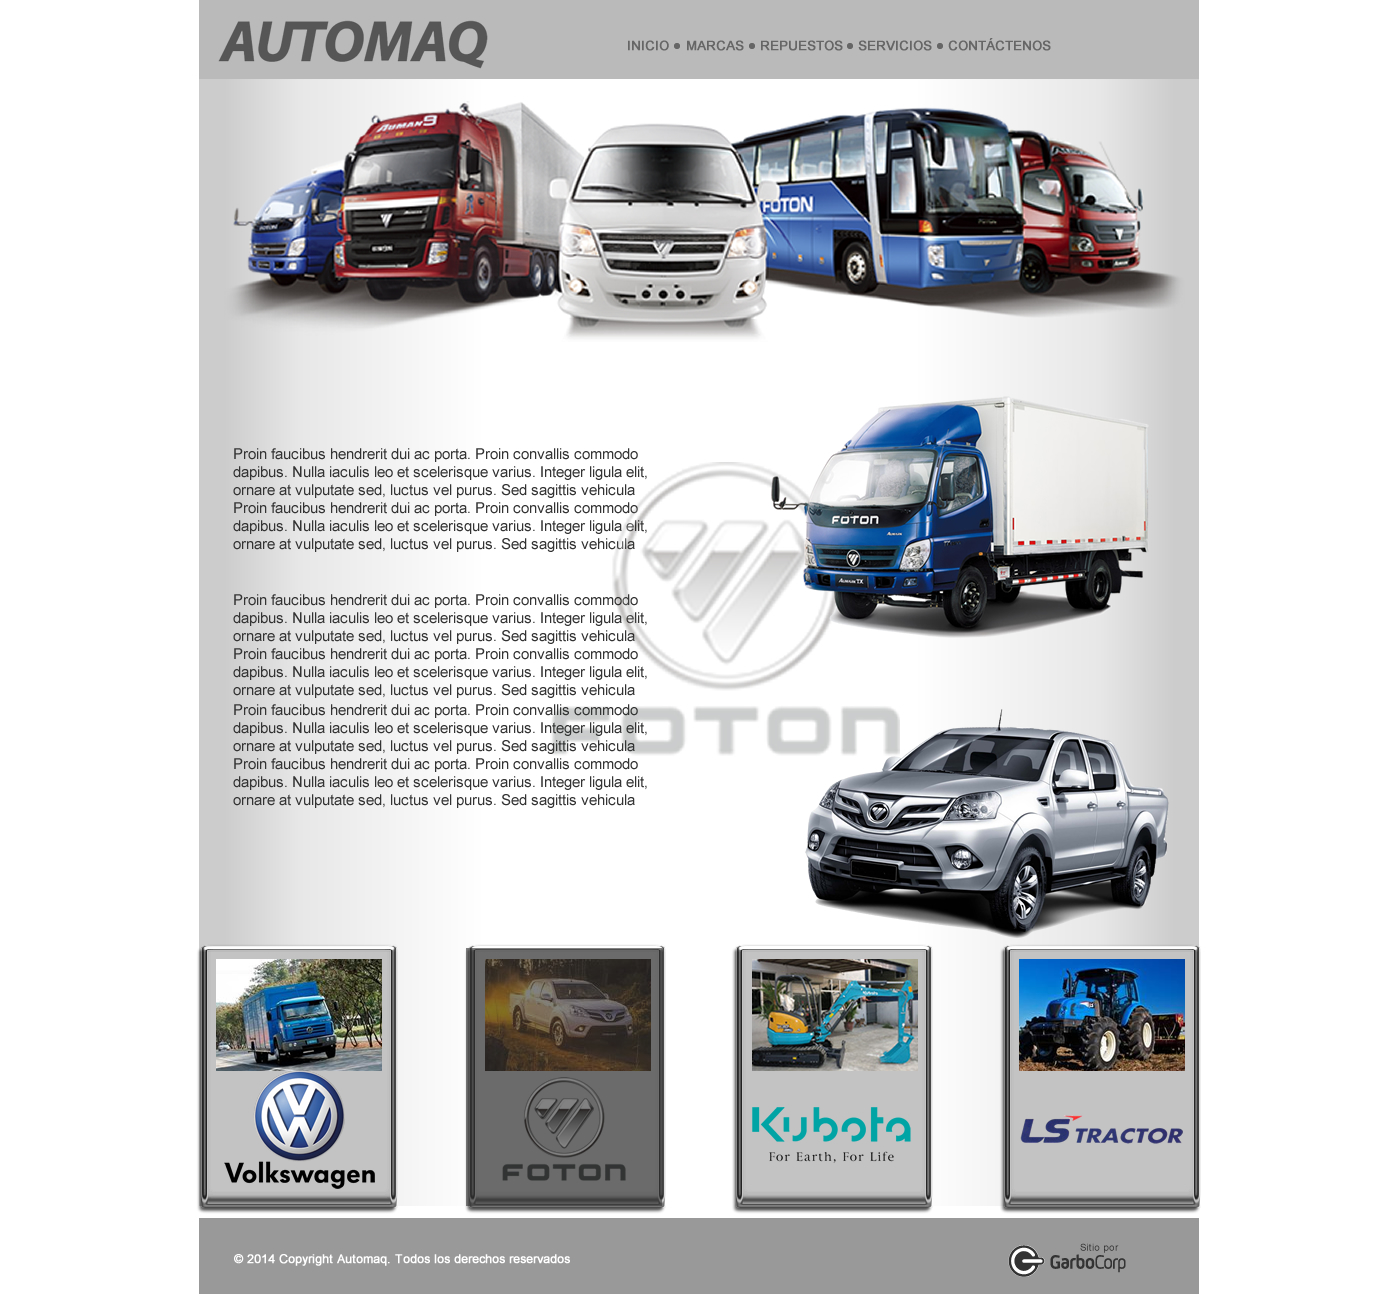 AUTOMAQ
INICIO • MARCAS • REPUESTOS • SERVICIOS • CONTÁCTENOS
AUMAN 9
FOTON
FOTON
FOTON
Proin faucibus hendrerit dui ac porta. Proin convallis commodo
dapibus. Nulla iaculis leo et scelerisque varius. Integer ligula elit,
ornare at vulputate sed, luctus vel purus. Sed sagittis vehicula
Proin faucibus hendrerit dui ac porta. Proin convallis commodo
dapibus. Nulla iaculis leo et scelerisque varius. Integer ligula elit,
ornare at vulputate sed, luctus vel purus. Sed sagittis vehicula
FOTON
AUMARK TX
Proin faucibus hendrerit dui ac porta. Proin convallis commodo
dapibus. Nulla iaculis leo et scelerisque varius. Integer ligula elit,
ornare at vulputate sed, luctus vel purus. Sed sagittis vehicula
Proin faucibus hendrerit dui ac porta. Proin convallis commodo
dapibus. Nulla iaculis leo et scelerisque varius. Integer ligula elit,
ornare at vulputate sed, luctus vel purus. Sed sagittis vehicula
Proin faucibus hendrerit dui ac porta. Proin convallis commodo
dapibus. Nulla iaculis leo et scelerisque varius. Integer ligula elit,
ornare at vulputate sed, luctus vel purus. Sed sagittis vehicula
Proin faucibus hendrerit dui ac porta. Proin convallis commodo
dapibus. Nulla iaculis leo et scelerisque varius. Integer ligula elit,
ornare at vulputate sed, luctus vel purus. Sed sagittis vehicula
FOTON
Volkswagen
FOTON
Kubota
Kubota
For Earth, For Life
LS TRACTOR
© 2014 Copyright Automaq. Todos los derechos reservados
Sitio por
GarboCorp